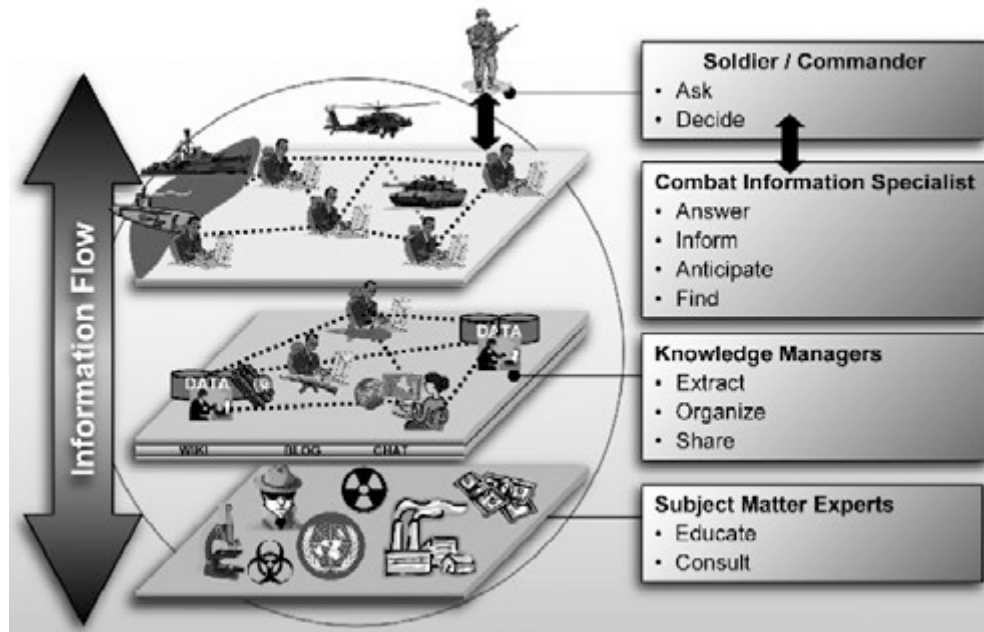 Information Flow
Soldier / Commander
• Ask
• Decide
Combat Information Specialist
• Answer
• Inform
• Anticipate
• Find
DATA
DATA
Knowledge Managers
• Extract
• Organize
• Share
WIKI BLOG CHAT
Subject Matter Experts
• Educate
• Consult